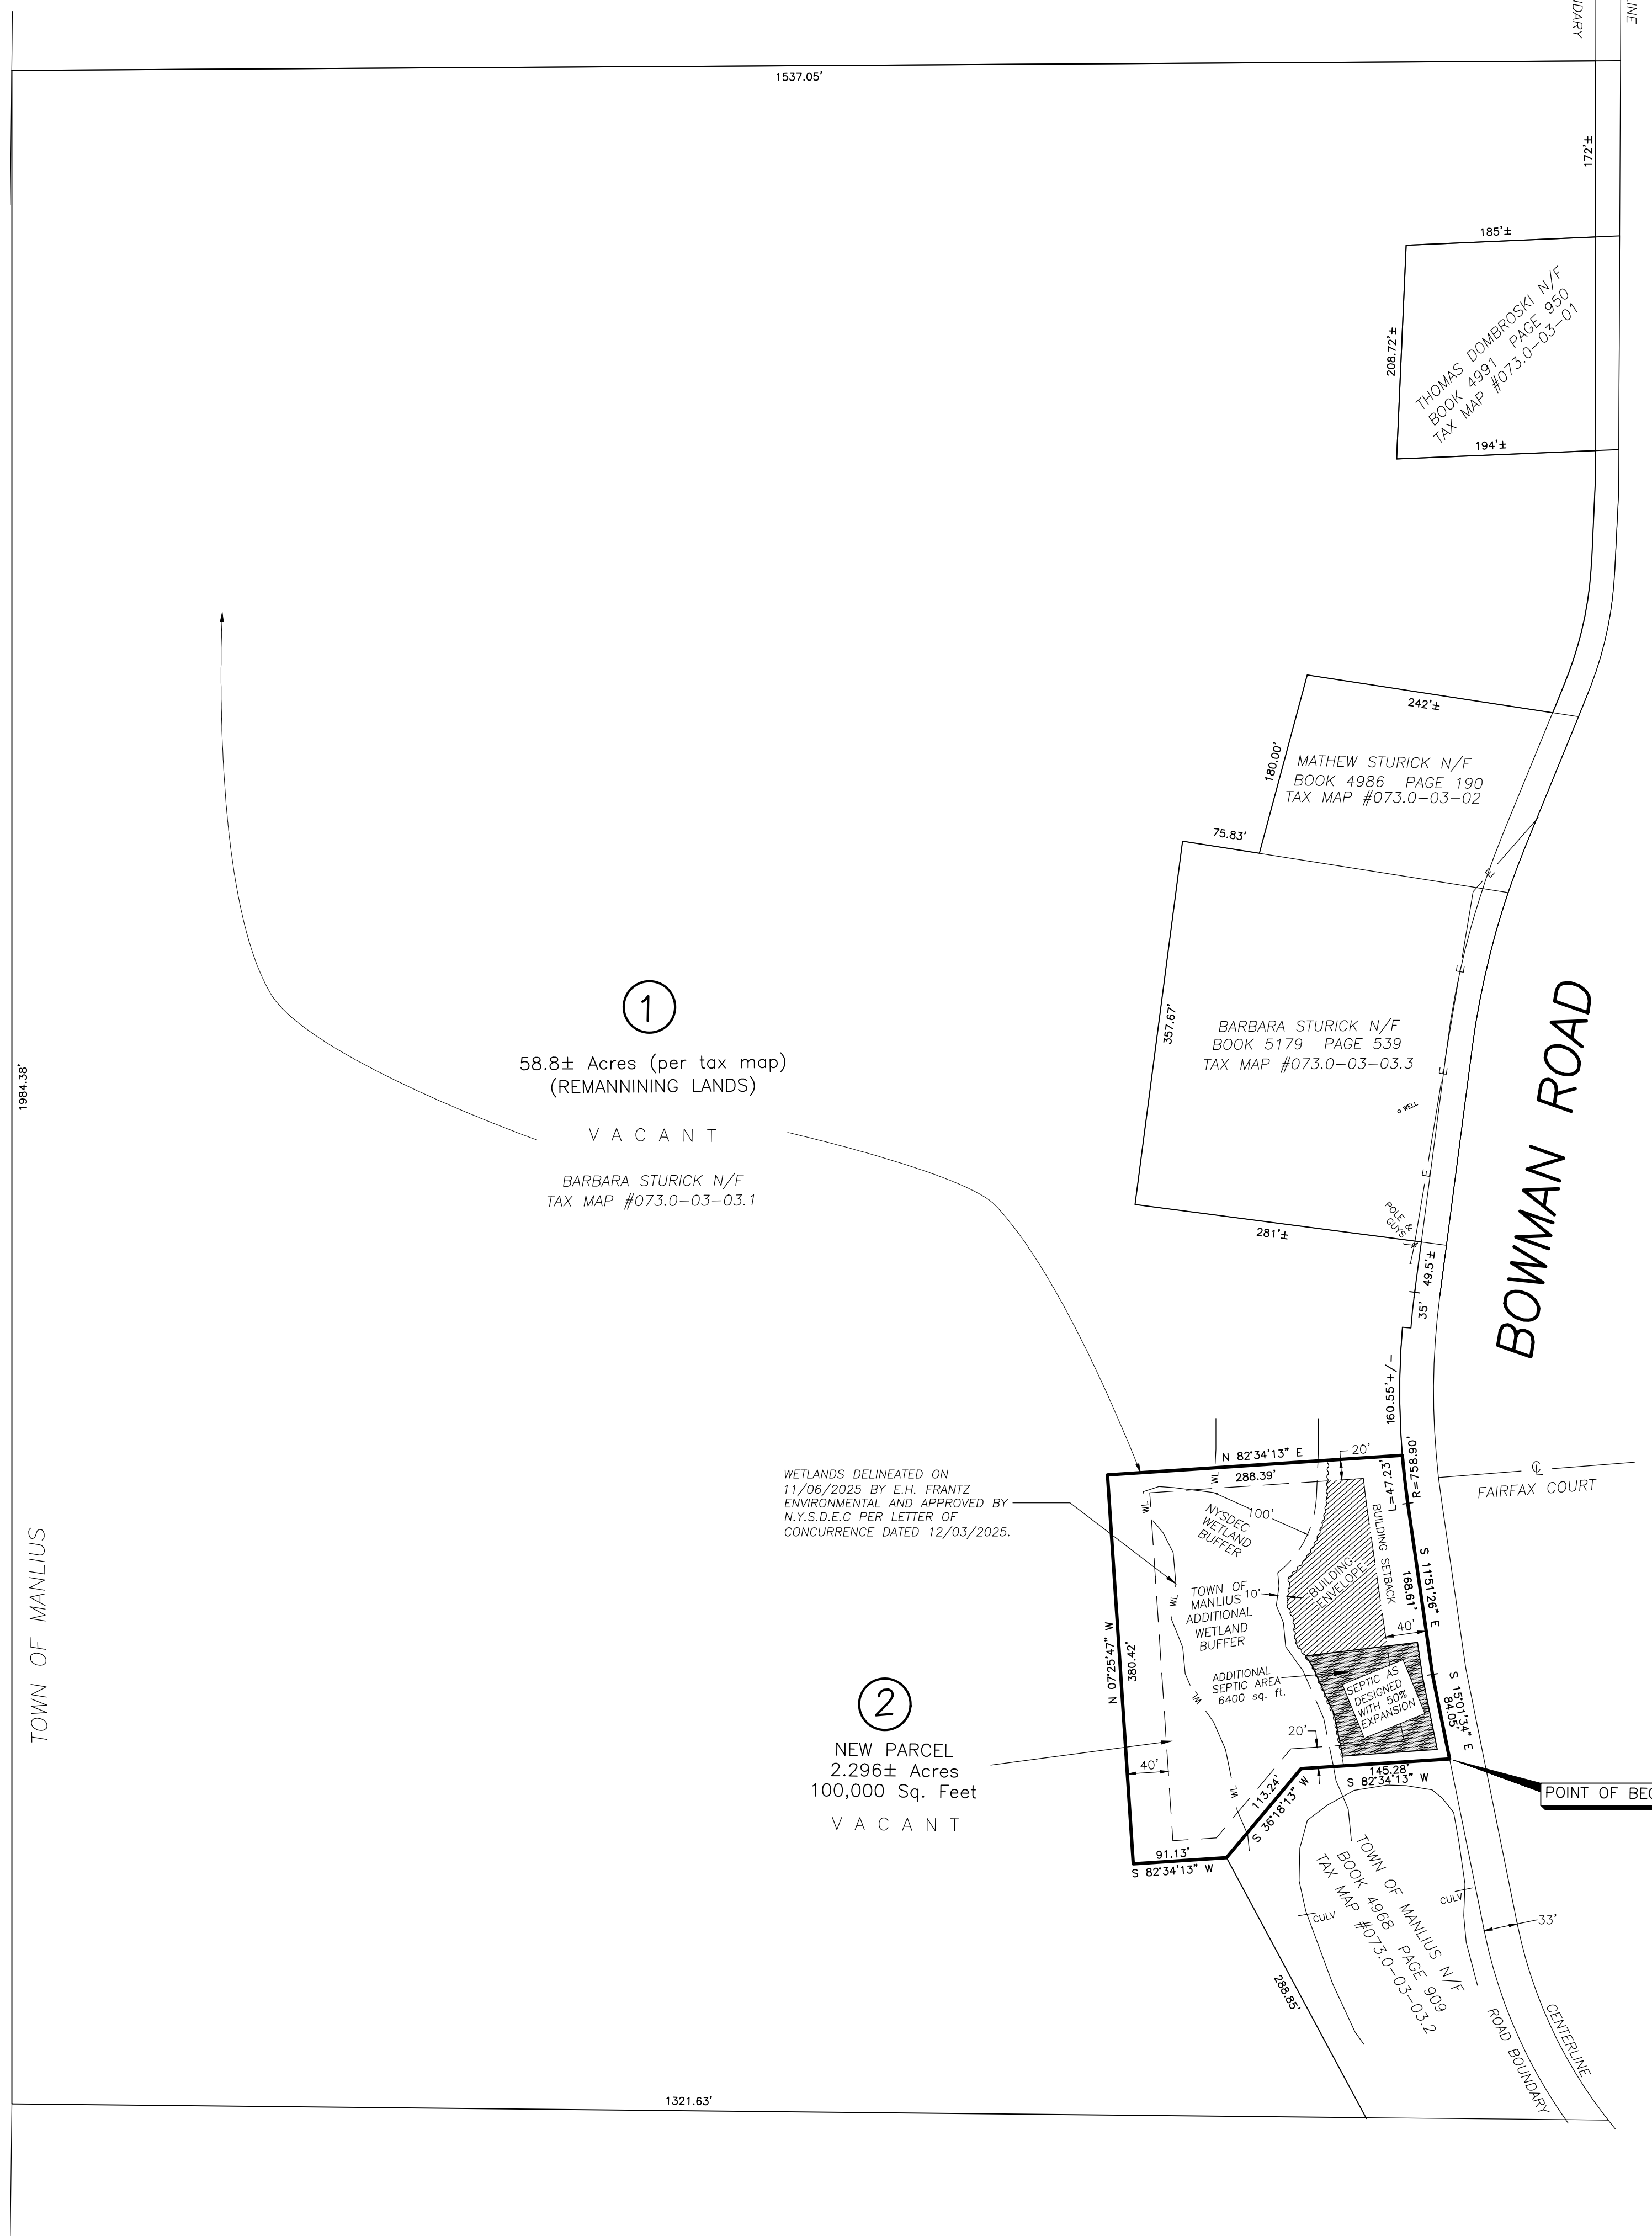 NDARY
LINE
1537.05'
172'±
185'±
THOMAS DOMBROSKI N/F
BOOK 4991 PAGE 950
TAX MAP #073.0-03-01
208.72'±
194'±
242'±
180.00'
MATHEW STURICK N/F
BOOK 4986 PAGE 190
TAX MAP #073.0-03-02
75.83'
E
E
357.67'
BARBARA STURICK N/F
BOOK 5179 PAGE 539
TAX MAP #073.0-03-03.3
E
WELL
E
POLE &
GUYS
281'±
49.5'±
35'
BOWMAN ROAD
1984.38'
1
58.8± Acres (per tax map)
(REMANNINING LANDS)
V A C A N T
BARBARA STURICK N/F
TAX MAP #073.0-03-03.1
160.55'+/-
N 82°34'13" E
288.39'
20'
L=47.23'
R=758.90'
℄
FAIRFAX COURT
WETLANDS DELINEATED ON
11/06/2025 BY E.H. FRANTZ
ENVIRONMENTAL AND APPROVED BY
N.Y.S.D.E.C PER LETTER OF
CONCURRENCE DATED 12/03/2025.
WL
WL
WL
WL
WL
NYSDEC
WETLAND
BUFFER
100'
BUILDING
ENVELOPE
BUILDING SETBACK
S 11°51'26" E
168.61'
40'
TOWN OF
MANLIUS
ADDITIONAL
WETLAND
BUFFER
10'
ADDITIONAL
SEPTIC AREA
6400 sq. ft.
SEPTIC AS
DESIGNED
WITH 50%
EXPANSION
S 15°01'34" E
84.05'
N 07°25'47" W
380.42'
TOWN OF MANLIUS
2
NEW PARCEL
2.296± Acres
100,000 Sq. Feet
V A C A N T
40'
20'
145.28'
S 82°34'13" W
113.24'
S 36°18'13" W
91.13'
S 82°34'13" W
POINT OF BEG
TOWN OF MANLIUS N/F
BOOK 4968 PAGE 909
TAX MAP #073.0-03-03.2
CULV
CULV
33'
288.85'
ROAD BOUNDARY
CENTERLINE
1321.63'